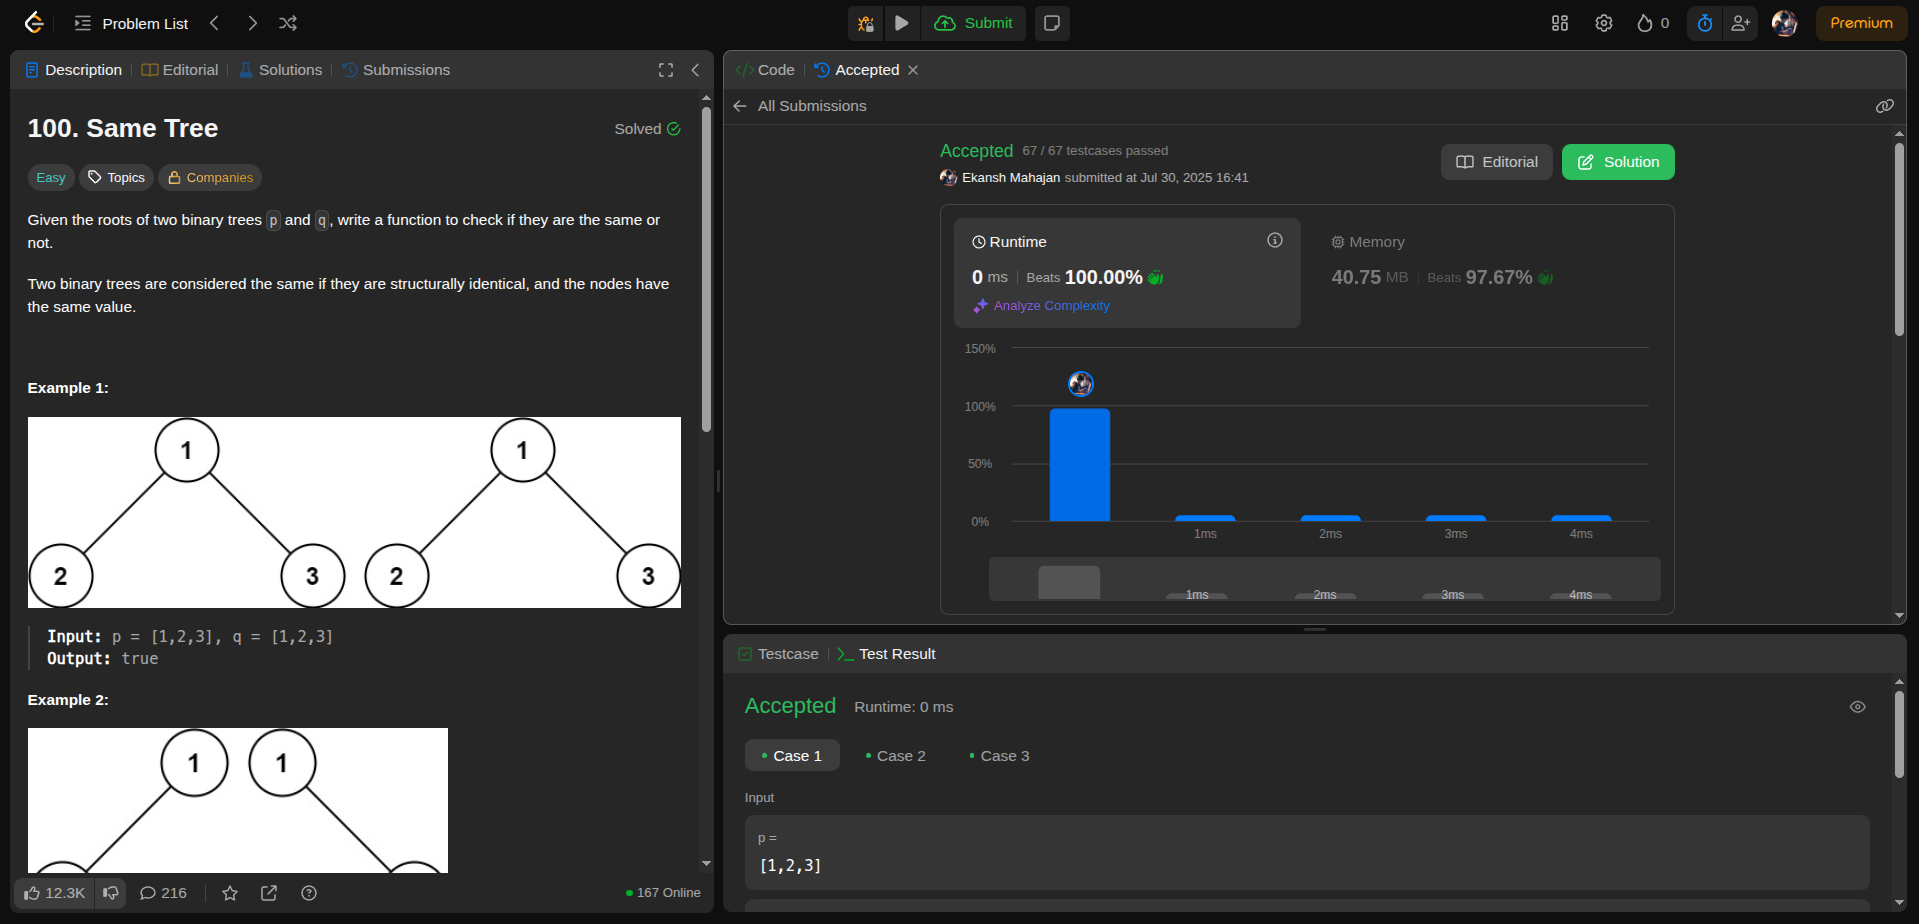 Problem List
Submit
0
Premium
Description
Editorial
Solutions
Submissions
100. Same Tree
Solved
Easy
Topics
Companies
Given the roots of two binary trees p and q, write a function to check if they are the same or
not.
Two binary trees are considered the same if they are structurally identical, and the nodes have
the same value.
Example 1:
1
1
2
3
2
3
Input: p = [1,2,3], q = [1,2,3]
Output: true
Example 2:
1
1
12.3K
216
167 Online
</> Code
Accepted
All Submissions
Accepted 67 / 67 testcases passed
Ekansh Mahajan submitted at Jul 30, 2025 16:41
Editorial
Solution
Runtime
0 ms | Beats 100.00%
Analyze Complexity
Memory
40.75 MB | Beats 97.67%
150%
100%
50%
0%
1ms
2ms
3ms
4ms
1ms
2ms
3ms
4ms
Testcase
Test Result
Accepted Runtime: 0 ms
Case 1
Case 2
Case 3
Input
p =
[1,2,3]